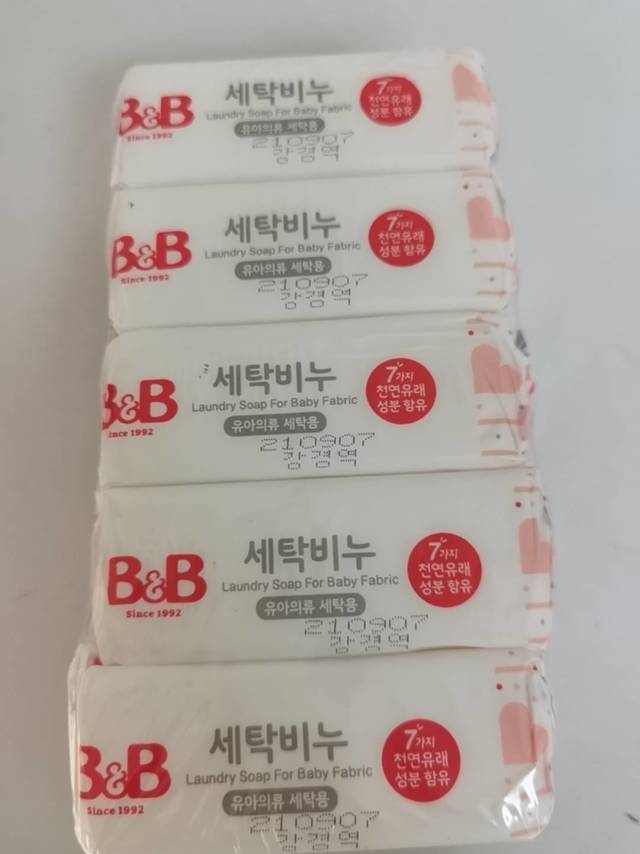 B&B
Since 1992
세탁비누
Laundry Soap For Baby Fabric
유아의류 세탁용
210907
강경역
7가지
천연유래
성분 함유
B&B
Since 1992
세탁비누
Laundry Soap For Baby Fabric
유아의류 세탁용
210907
강경역
7가지
천연유래
성분 함유
B&B
Since 1992
세탁비누
Laundry Soap For Baby Fabric
유아의류 세탁용
210907
강경역
7가지
천연유래
성분 함유
B&B
Since 1992
세탁비누
Laundry Soap For Baby Fabric
유아의류 세탁용
210907
강경역
7가지
천연유래
성분 함유
B&B
Since 1992
세탁비누
Laundry Soap For Baby Fabric
유아의류 세탁용
210907
강경역
7가지
천연유래
성분 함유